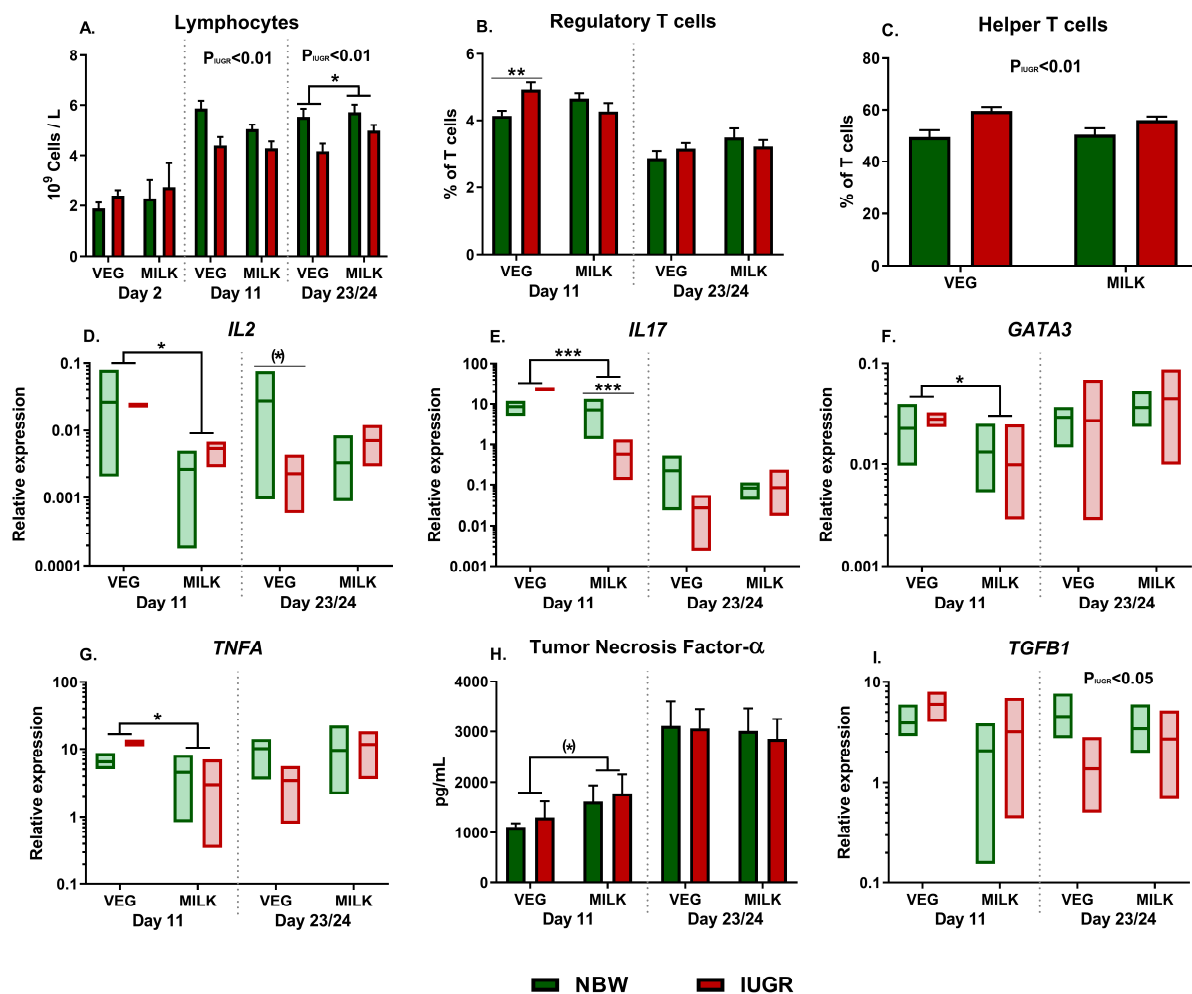 A.
Lymphocytes
PIUGR<0.01
PIUGR<0.01
*
10⁹ Cells / L
8
6
4
2
0
VEG MILK VEG MILK VEG MILK
Day 2 Day 11 Day 23/24
B.
Regulatory T cells
**
% of T cells
6
4
2
0
VEG MILK VEG MILK
Day 11 Day 23/24
C.
Helper T cells
PIUGR<0.01
% of T cells
80
60
40
20
0
VEG MILK
D.
IL2
* (*)
Relative expression
0.1
0.01
0.001
0.0001
VEG MILK VEG MILK
Day 11 Day 23/24
E.
IL17
***
***
Relative expression
100
10
1
0.1
0.01
0.001
VEG MILK VEG MILK
Day 11 Day 23/24
F.
GATA3
*
Relative expression
0.1
0.01
0.001
VEG MILK VEG MILK
Day 11 Day 23/24
G.
TNFA
*
Relative expression
100
10
1
0.1
VEG MILK VEG MILK
Day 11 Day 23/24
H.
Tumor Necrosis Factor-α
(*)
pg/mL
4000
3000
2000
1000
0
VEG MILK VEG MILK
Day 11 Day 23/24
I.
TGFB1
PIUGR<0.05
Relative expression
10
1
0.1
VEG MILK VEG MILK
Day 11 Day 23/24
NBW IUGR